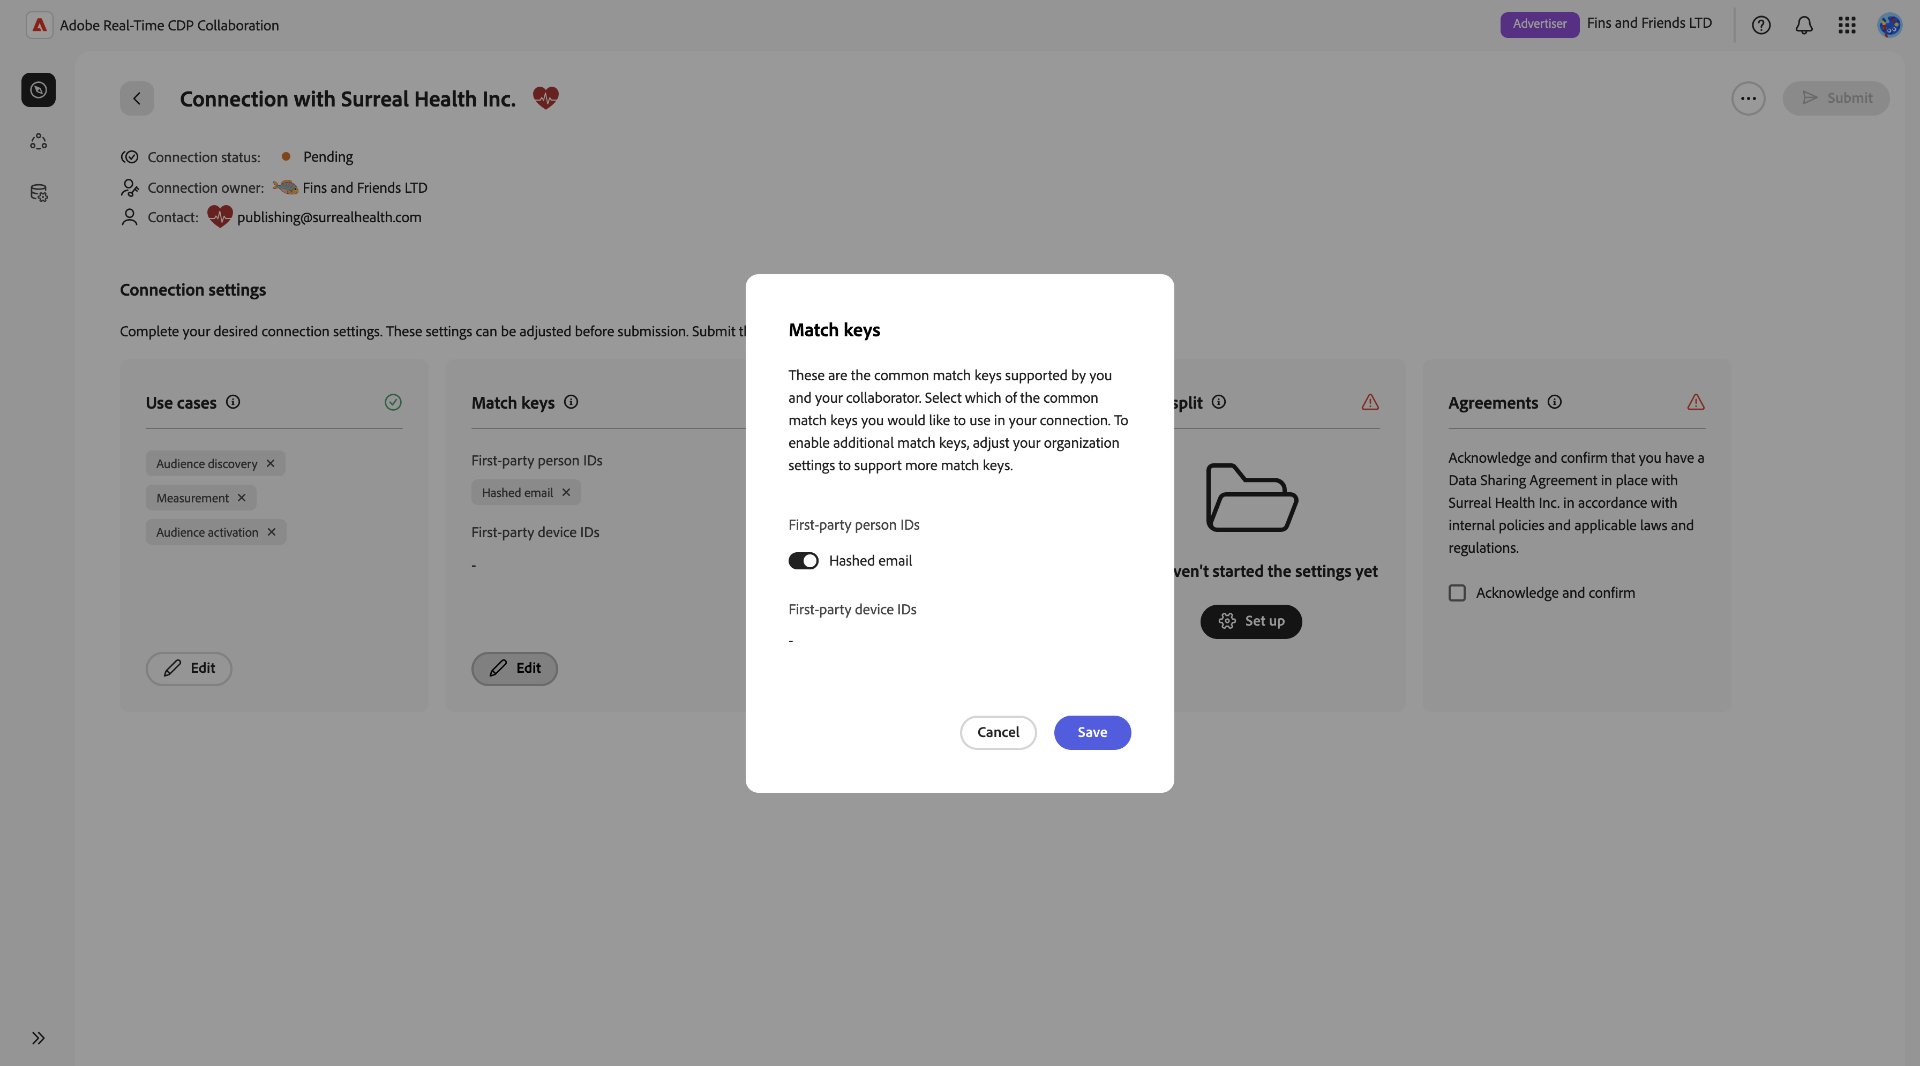 Adobe Real-Time CDP Collaboration
Advertiser
Fins and Friends LTD
Connection with Surreal Health Inc.
Submit
Connection status: Pending
Connection owner: Fins and Friends LTD
Contact: publishing@surrealhealth.com
Connection settings
Complete your desired connection settings. These settings can be adjusted before submission. Submit
Use cases
Audience discovery
Measurement
Audience activation
Edit
Match keys
First-party person IDs
Hashed email
First-party device IDs
-
Edit
Match keys
These are the common match keys supported by you
and your collaborator. Select which of the common
match keys you would like to use in your connection. To
enable additional match keys, adjust your organization
settings to support more match keys.
First-party person IDs
Hashed email
First-party device IDs
-
Cancel
Save
split
ven't started the settings yet
Set up
Agreements
Acknowledge and confirm that you have a
Data Sharing Agreement in place with
Surreal Health Inc. in accordance with
internal policies and applicable laws and
regulations.
Acknowledge and confirm